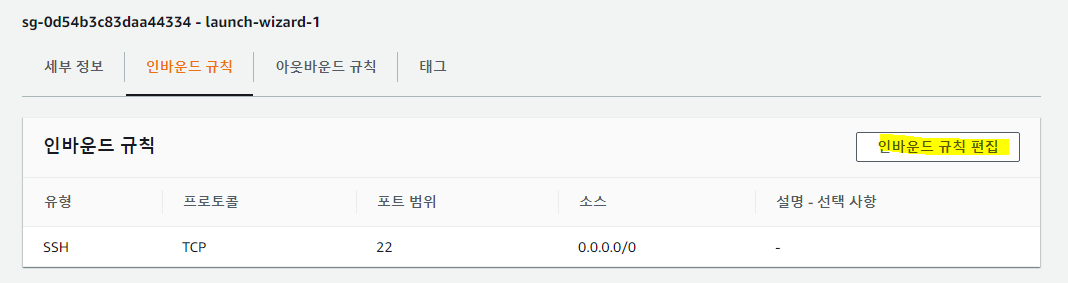 sg-0d54b3c83daa44334 - launch-wizard-1
세부 정보 인바운드 규칙 아웃바운드 규칙 태그
인바운드 규칙 인바운드 규칙 편집
유형 프로토콜 포트 범위 소스 설명 - 선택 사항
SSH TCP 22 0.0.0.0/0 -